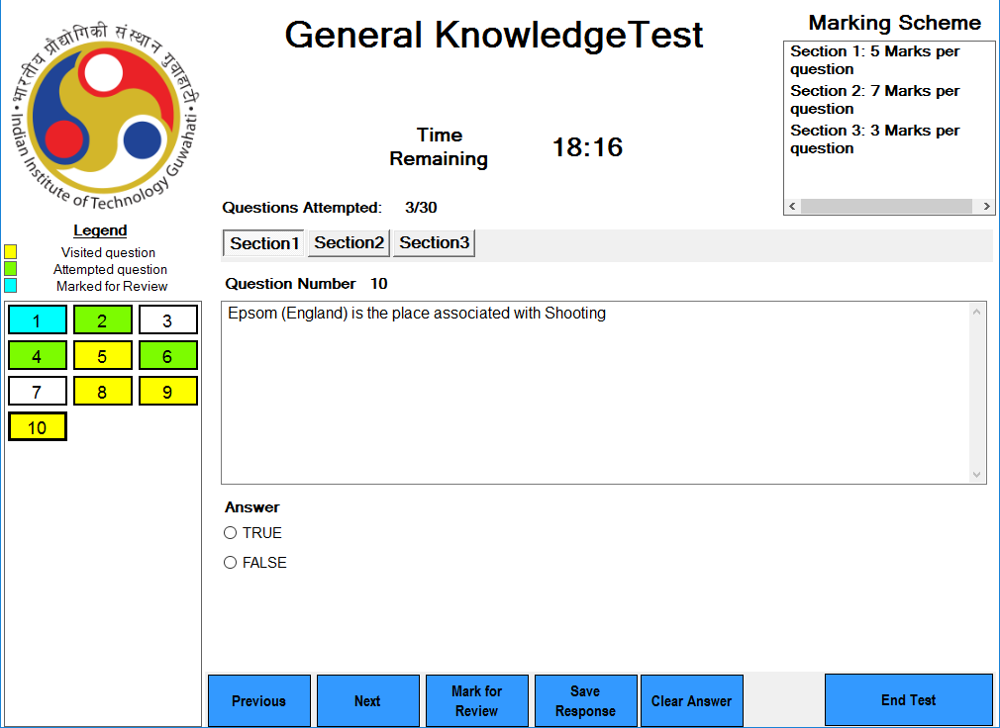 भारतीय प्रौद्योगिकी संस्थान गुवाहाटी
Indian Institute of Technology Guwahati
General KnowledgeTest
Marking Scheme
Section 1: 5 Marks per
question
Section 2: 7 Marks per
question
Section 3: 3 Marks per
question
Time
Remaining
18:16
Questions Attempted: 3/30
Legend
Visited question
Attempted question
Marked for Review
Section1 Section2 Section3
Question Number 10
1 2 3
4 5 6
7 8 9
10
Epsom (England) is the place associated with Shooting
Answer
TRUE
FALSE
Previous
Next
Mark for
Review
Save
Response
Clear Answer
End Test